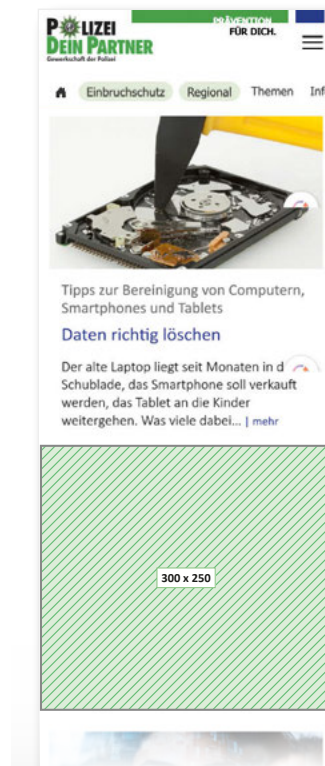 POLIZEI
DEIN PARTNER
Gewerkschaft der Polizei
PRÄVENTION
FÜR DICH.
Einbruchschutz Regional Themen Inf
Tipps zur Bereinigung von Computern,
Smartphones und Tablets
Daten richtig löschen
Der alte Laptop liegt seit Monaten in d
Schublade, das Smartphone soll verkauft
werden, das Tablet an die Kinder
weitergehen. Was viele dabei... | mehr
300 x 250